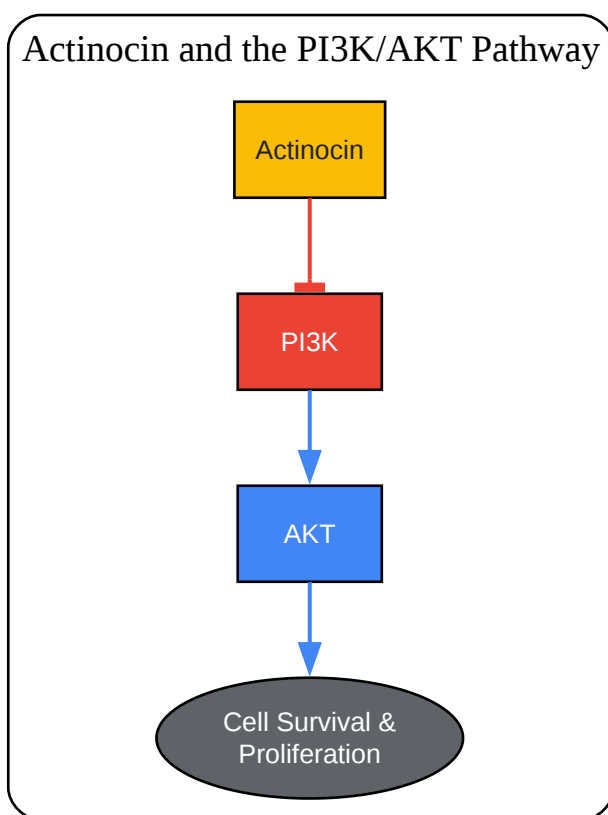 Actinocin and the PI3K/AKT Pathway
Actinocin
PI3K
AKT
Cell Survival &
Proliferation